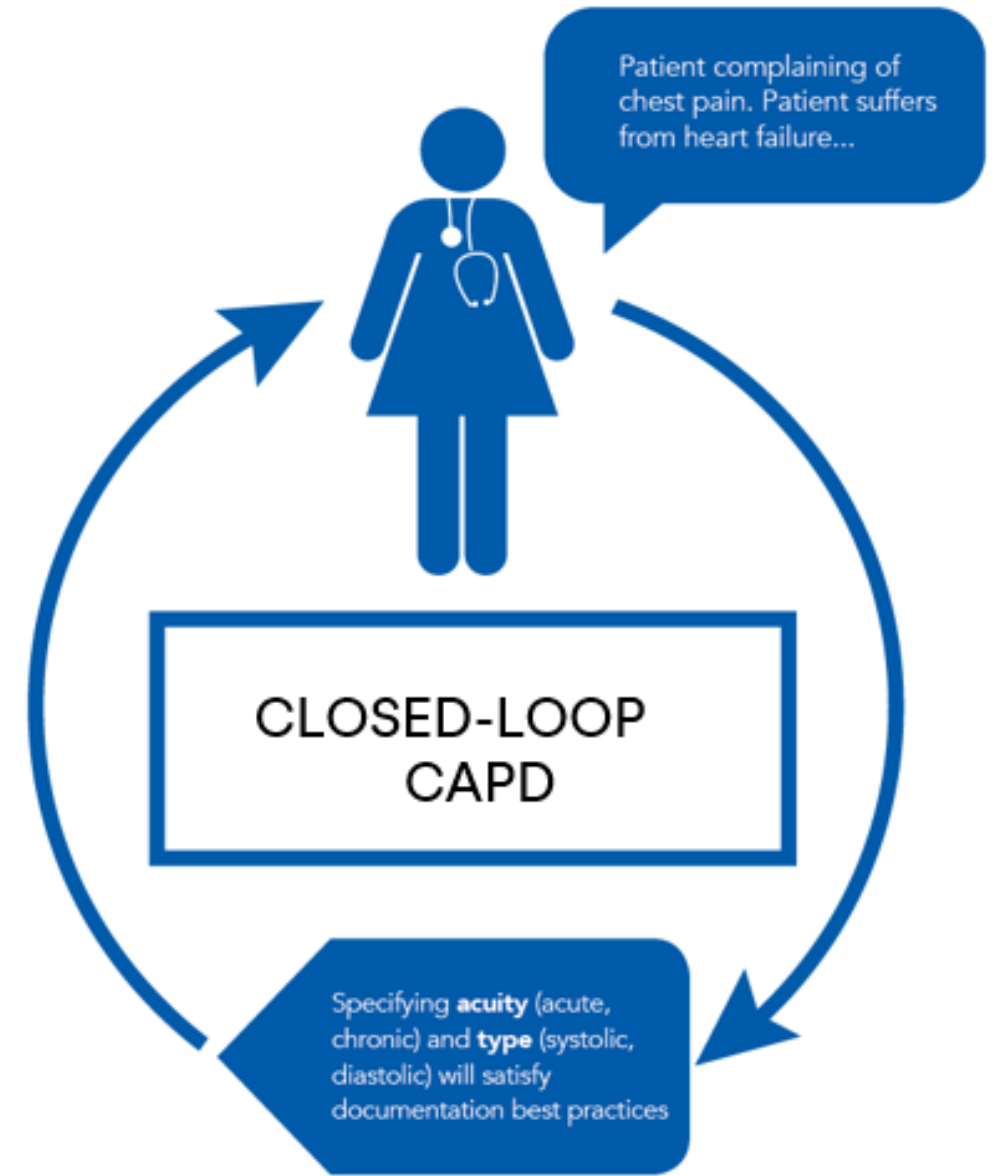 Patient complaining of
chest pain. Patient suffers
from heart failure...
CLOSED-LOOP
CAPD
Specifying acuity (acute,
chronic) and type (systolic,
diastolic) will satisfy
documentation best practices